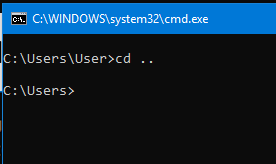 C:\WINDOWS\system32\cmd.exe
C:\Users\User>cd ..
C:\Users>